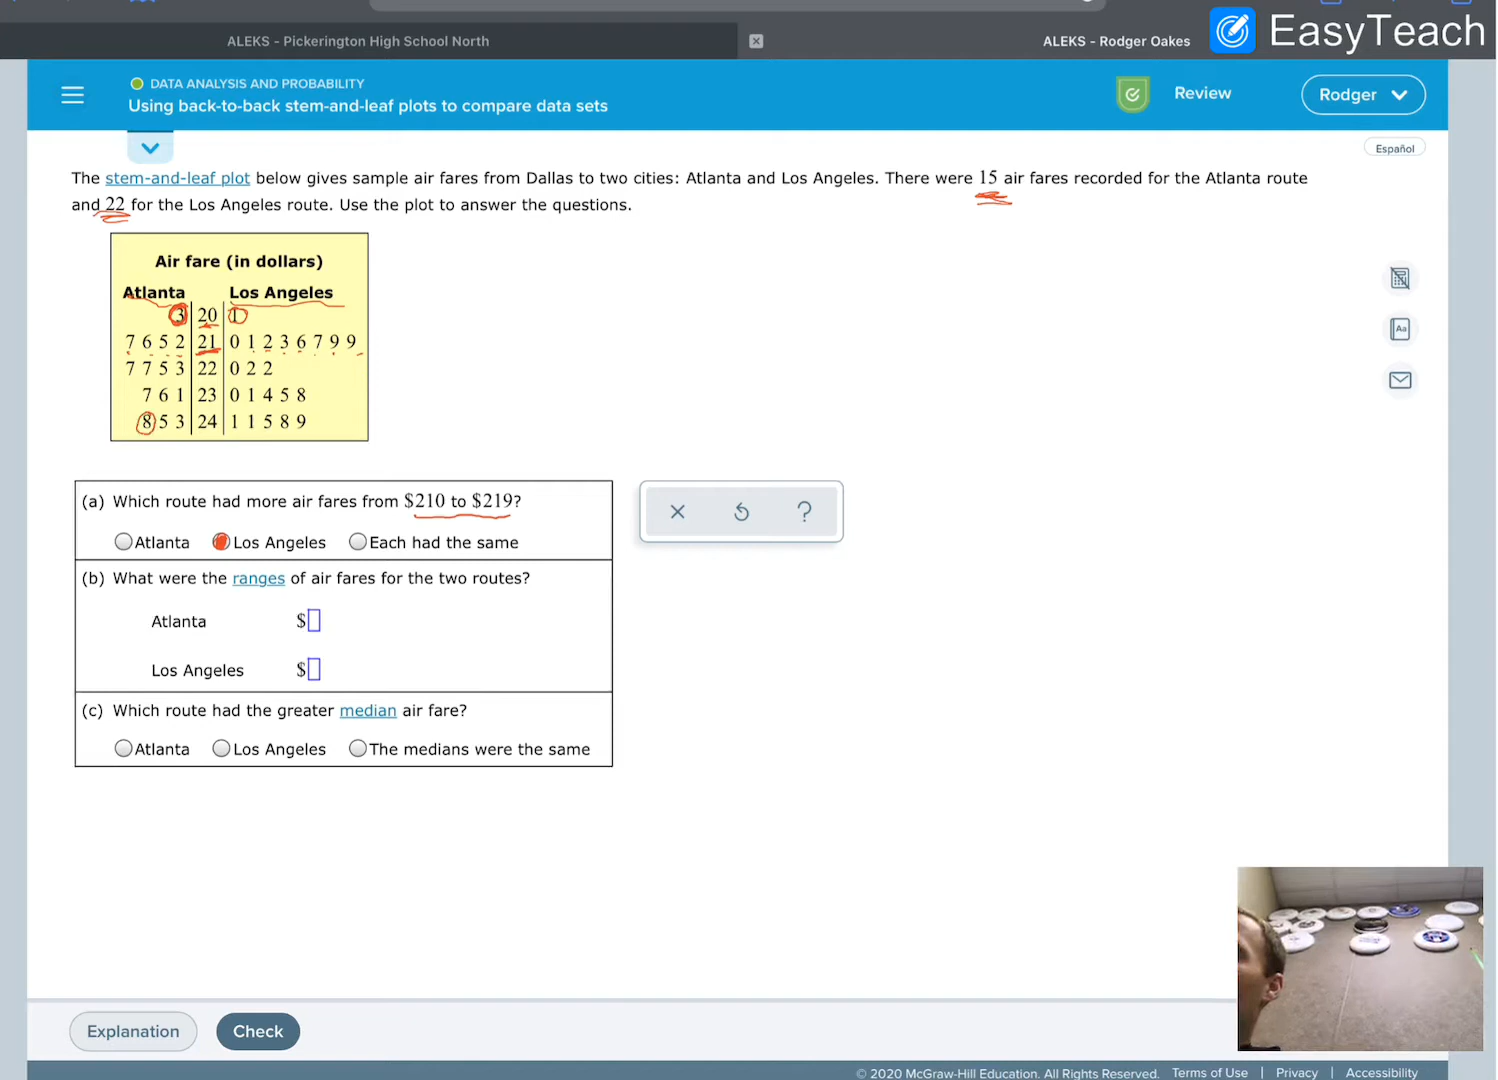 ALEKS - Pickerington High School North
ALEKS - Rodger Oakes
EasyTeach
DATA ANALYSIS AND PROBABILITY
Using back-to-back stem-and-leaf plots to compare data sets
Review
Rodger
Español
The stem-and-leaf plot below gives sample air fares from Dallas to two cities: Atlanta and Los Angeles. There were 15 air fares recorded for the Atlanta route
and 22 for the Los Angeles route. Use the plot to answer the questions.
Air fare (in dollars)
Atlanta Los Angeles
3 20 1
7 6 5 2 21 0 1 2 3 6 7 9 9
7 7 5 3 22 0 2 2
7 6 1 23 0 1 4 5 8
8 5 3 24 1 1 5 8 9
Aa
(a) Which route had more air fares from $210 to $219?
Atlanta Los Angeles Each had the same
?
(b) What were the ranges of air fares for the two routes?
Atlanta $
Los Angeles $
(c) Which route had the greater median air fare?
Atlanta Los Angeles The medians were the same
Explanation Check
© 2020 McGraw-Hill Education. All Rights Reserved. Terms of Use | Privacy | Accessibility